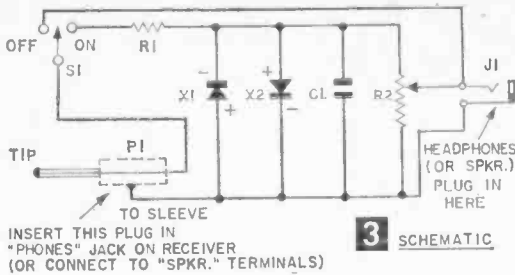 OFF ON R1 J1
S1 X1 X2 C1 R2
- + + -
TIP P1
HEADPHONES
(OR SPKR.)
PLUG IN
HERE
TO SLEEVE
INSERT THIS PLUG IN
"PHONES" JACK ON RECEIVER
(OR CONNECT TO "SPKR." TERMINALS)
3 SCHEMATIC